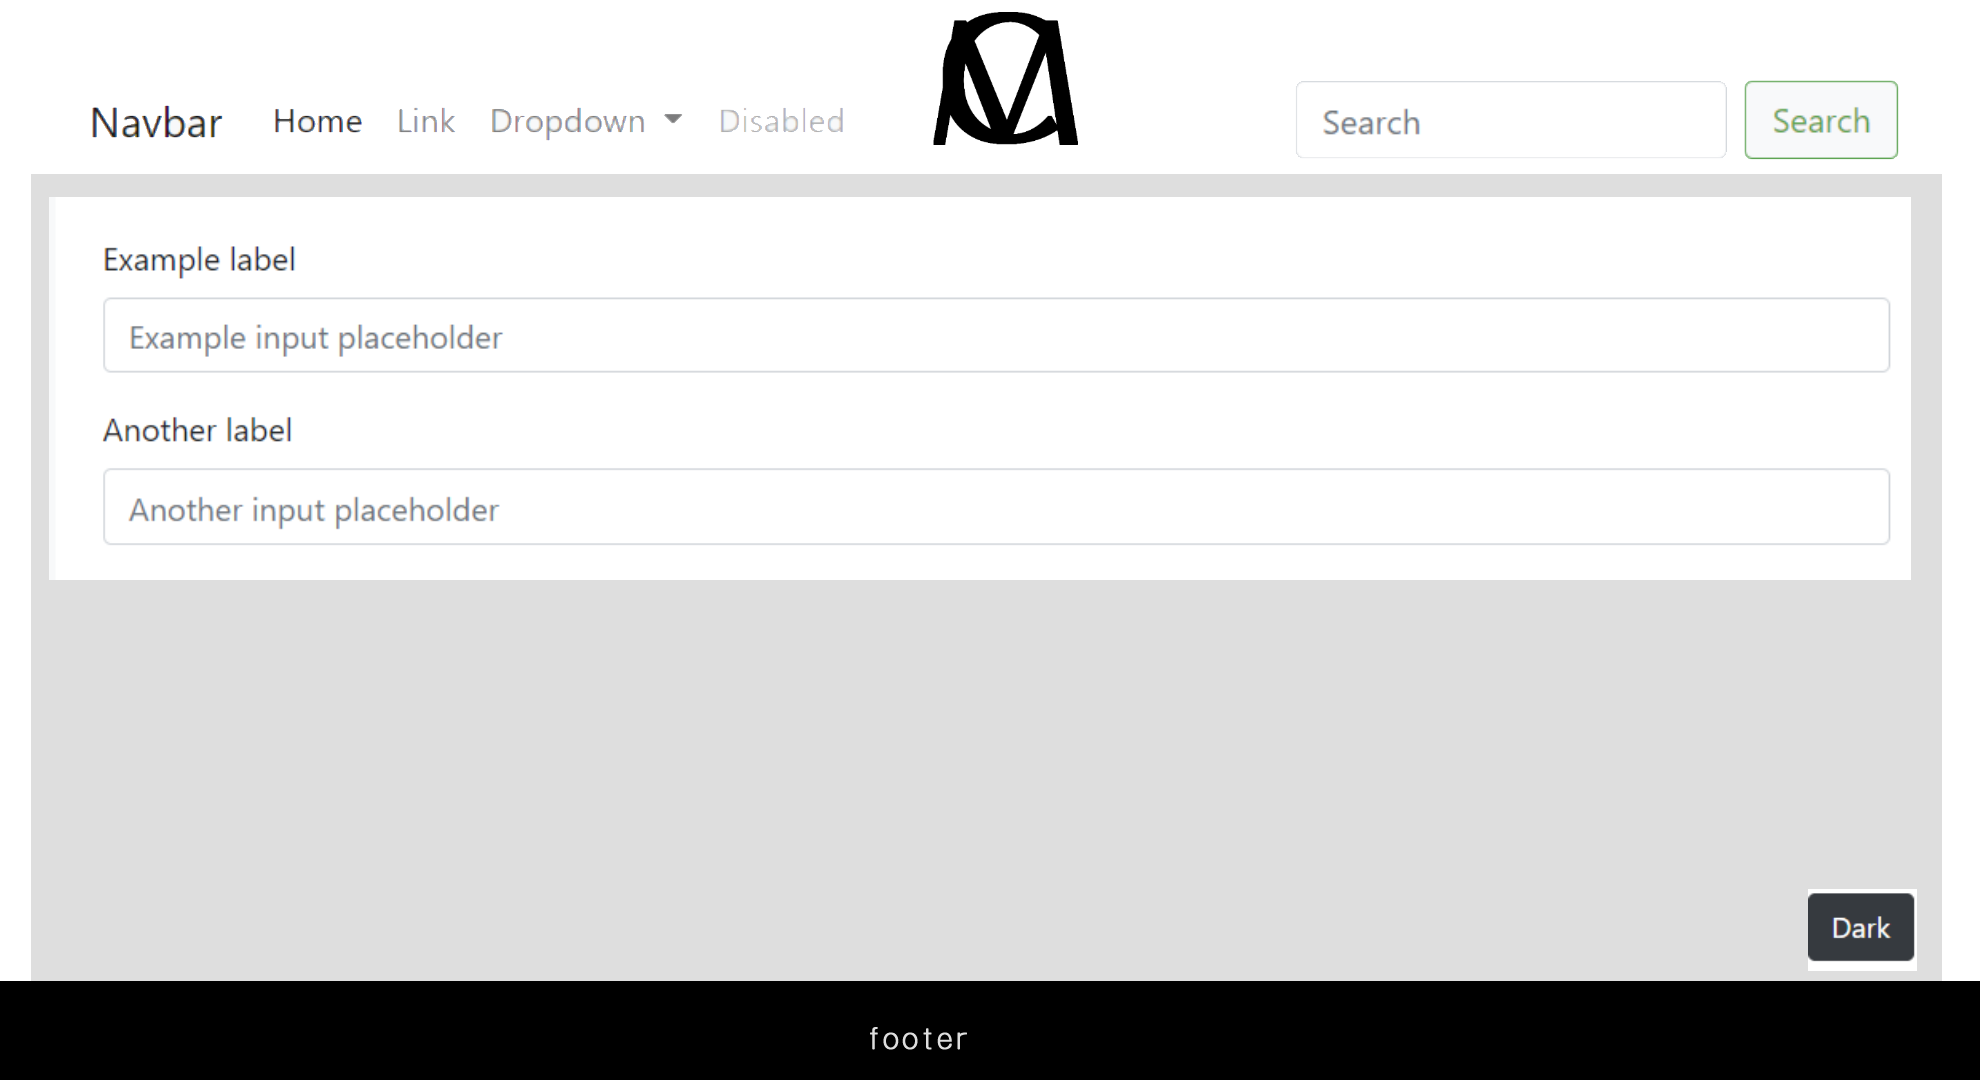 Navbar Home Link Dropdown Disabled
MC
Search Search
Example label
Example input placeholder
Another label
Another input placeholder
Dark
footer